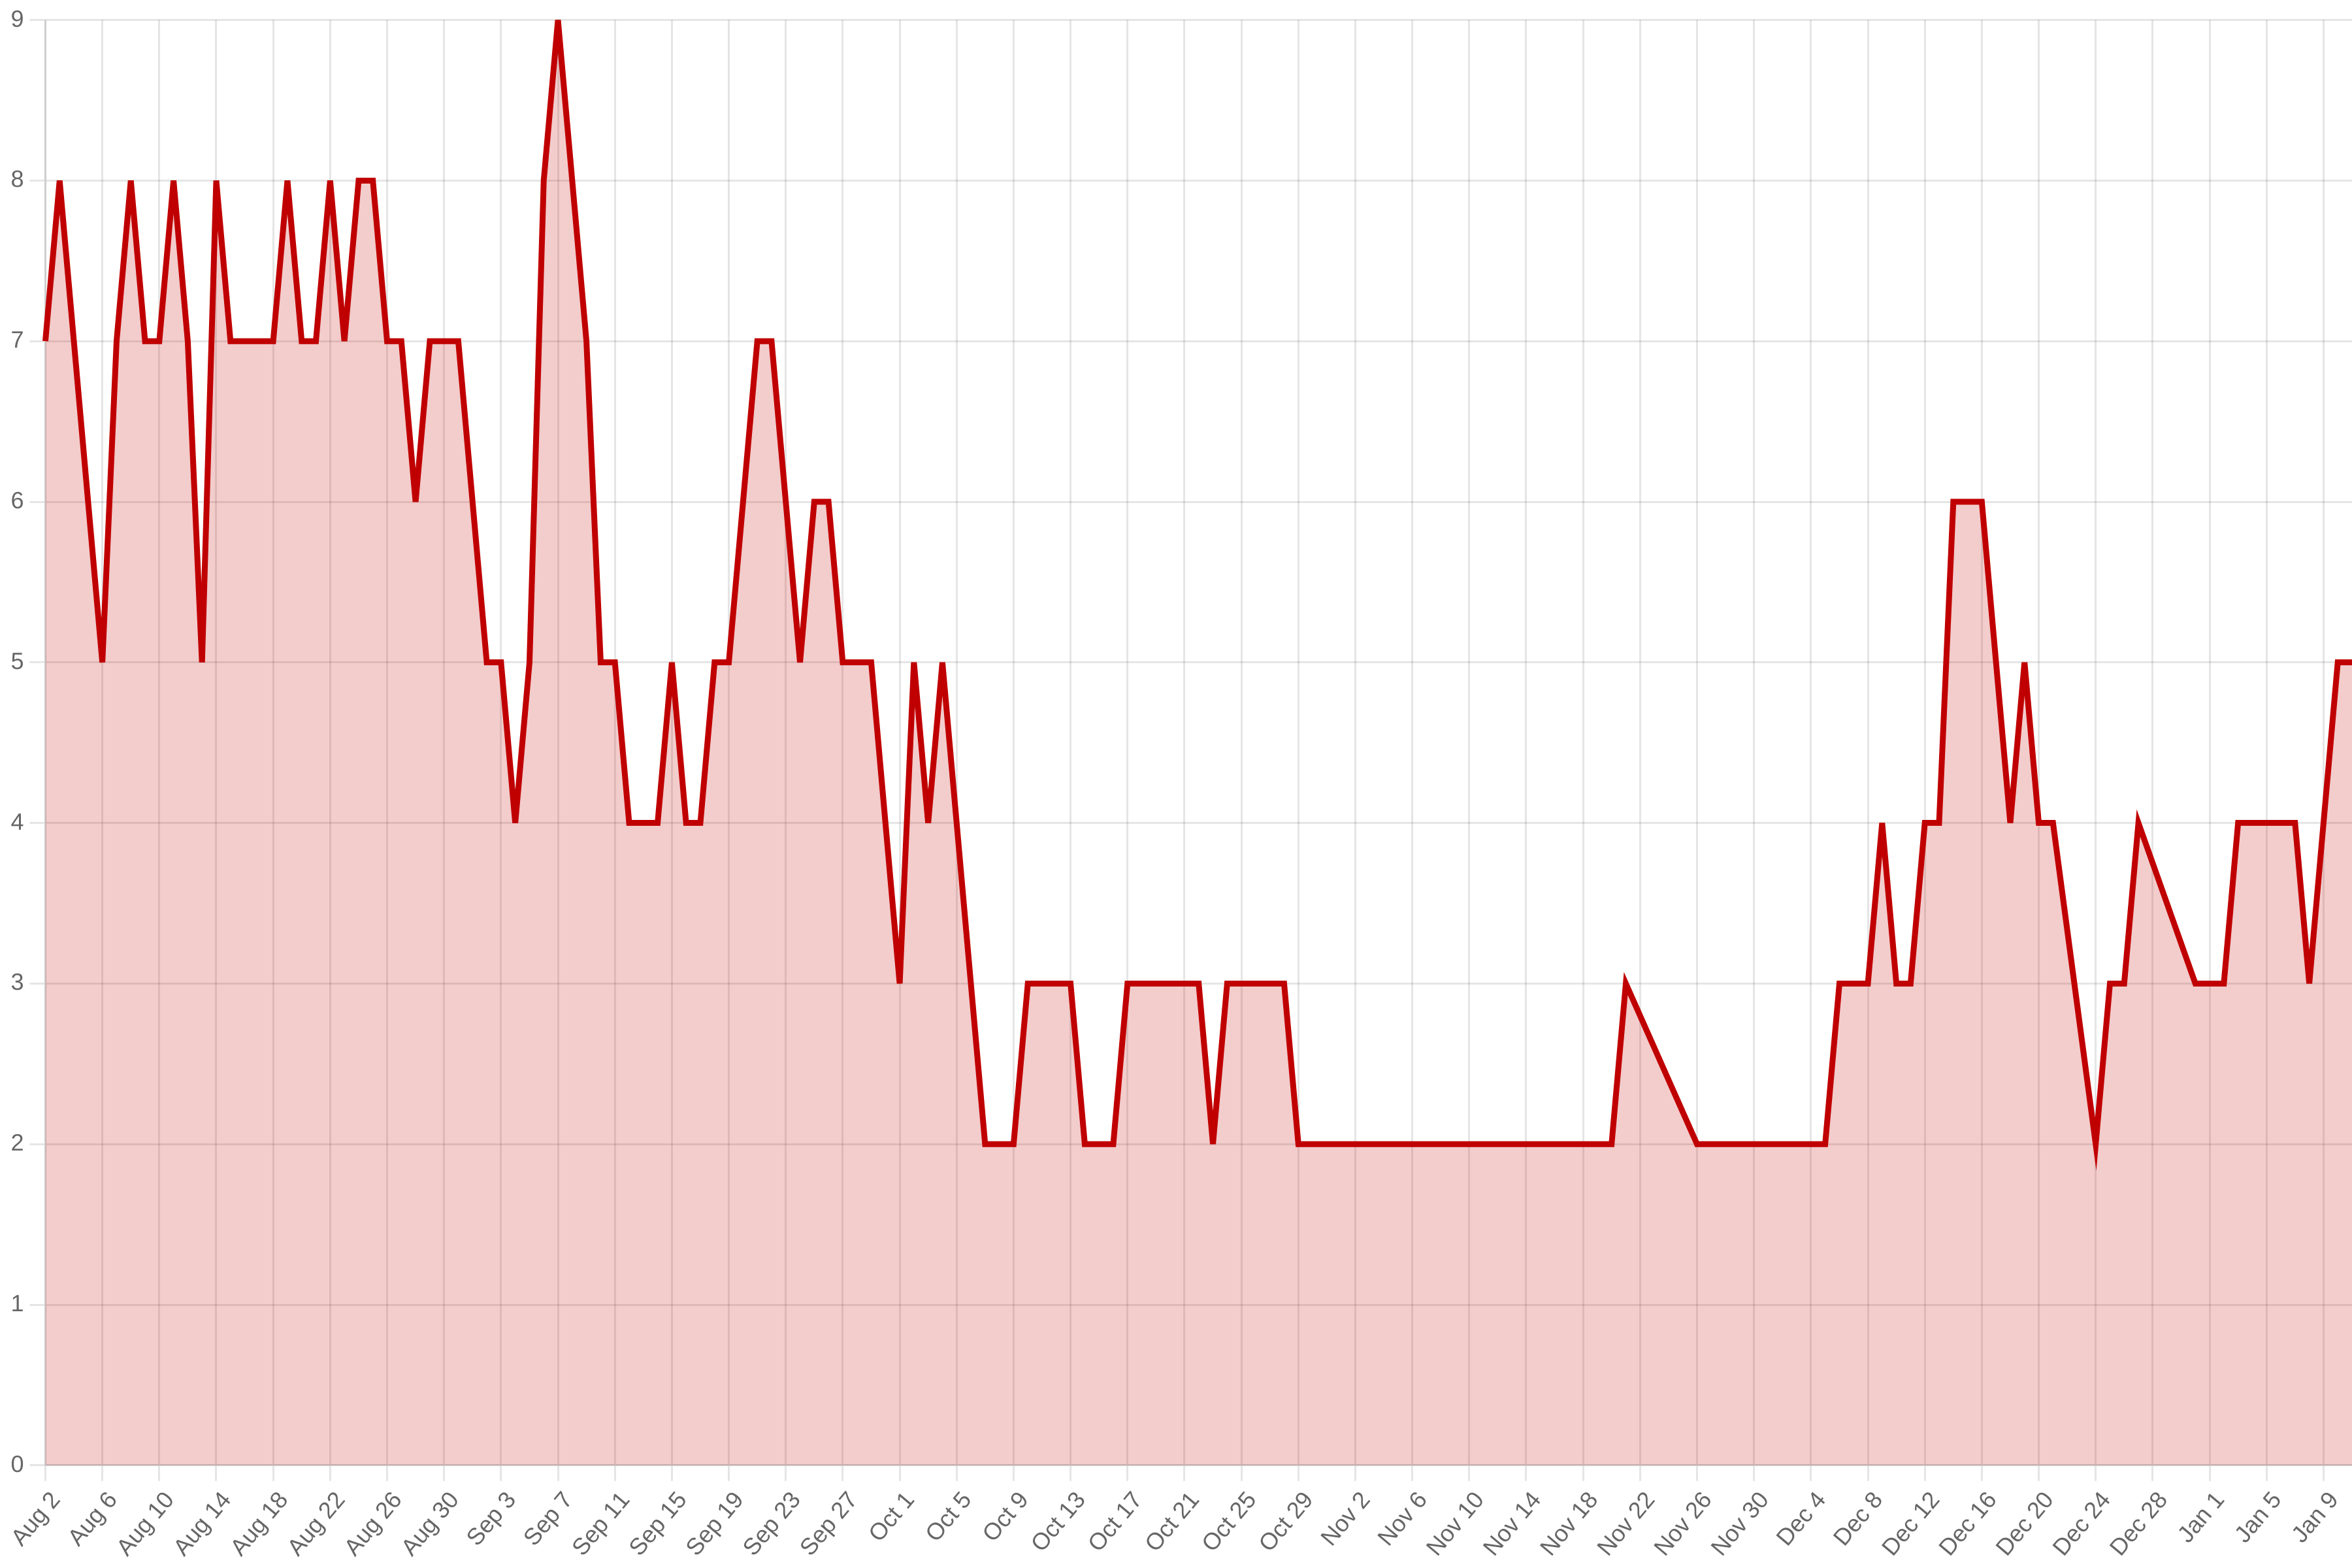 9
8
7
6
5
4
3
2
1
0
Aug 2
Aug 6
Aug 10
Aug 14
Aug 18
Aug 22
Aug 26
Aug 30
Sep 3
Sep 7
Sep 11
Sep 15
Sep 19
Sep 23
Sep 27
Oct 1
Oct 5
Oct 9
Oct 13
Oct 17
Oct 21
Oct 25
Oct 29
Nov 2
Nov 6
Nov 10
Nov 14
Nov 18
Nov 22
Nov 26
Nov 30
Dec 4
Dec 8
Dec 12
Dec 16
Dec 20
Dec 24
Dec 28
Jan 1
Jan 5
Jan 9